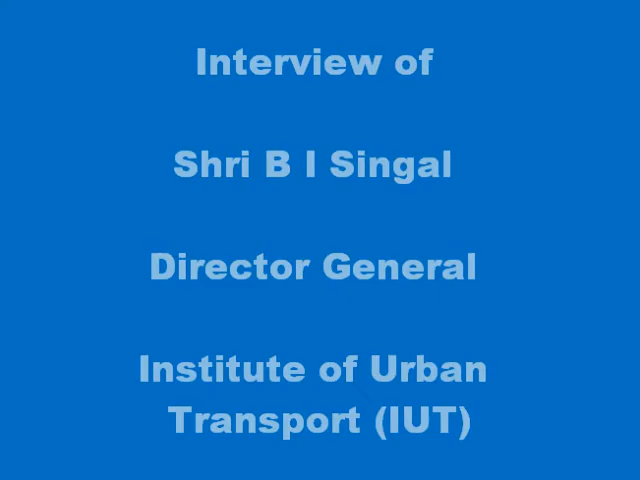 Interview of
Shri B I Singal
Director General
Institute of Urban
Transport (IUT)